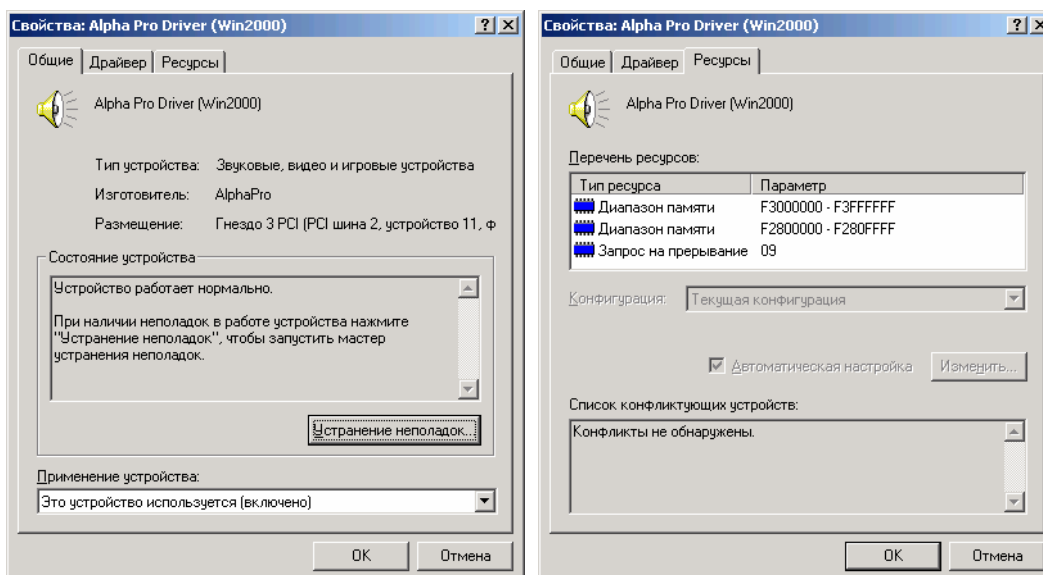 Свойства: Alpha Pro Driver (Win2000)
Общие
Драйвер
Ресурсы
Alpha Pro Driver (Win2000)
Тип устройства: Звуковые, видео и игровые устройства
Изготовитель: AlphaPro
Размещение: Гнездо 3 PCI (PCI шина 2, устройство 11, ф
Состояние устройства
Устройство работает нормально.
При наличии неполадок в работе устройства нажмите
"Устранение неполадок", чтобы запустить мастер
устранения неполадок.
Устранение неполадок...
Применение устройства:
Это устройство используется (включено)
OK
Отмена
Свойства: Alpha Pro Driver (Win2000)
Общие
Драйвер
Ресурсы
Alpha Pro Driver (Win2000)
Перечень ресурсов:
Тип ресурса Параметр
Диапазон памяти F3000000 - F3FFFFFF
Диапазон памяти F2800000 - F280FFFF
Запрос на прерывание 09
Конфигурация: Текущая конфигурация
Автоматическая настройка Изменить...
Список конфликтующих устройств:
Конфликты не обнаружены.
OK
Отмена